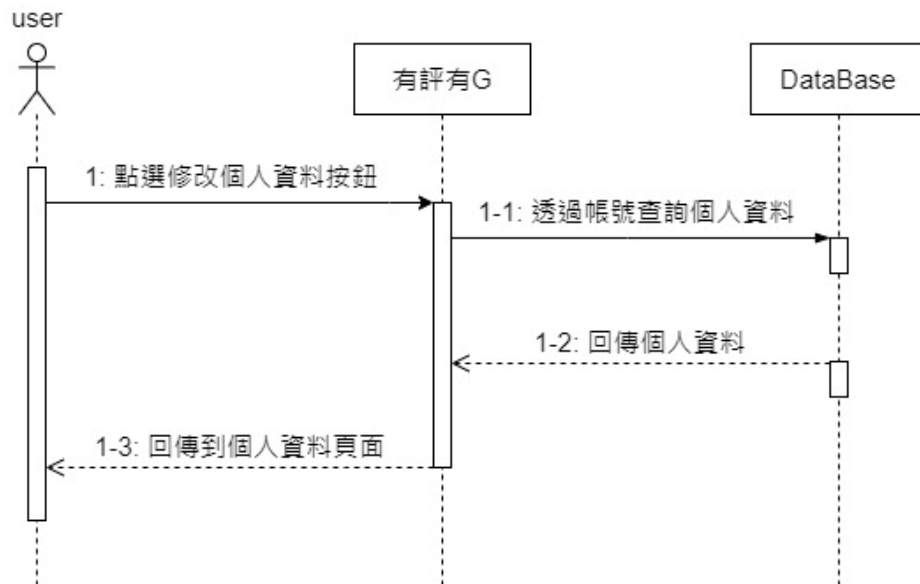 user
有評有G
DataBase
1: 點選修改個人資料按鈕
1-1: 透過帳號查詢個人資料
1-2: 回傳個人資料
1-3: 回傳到個人資料頁面